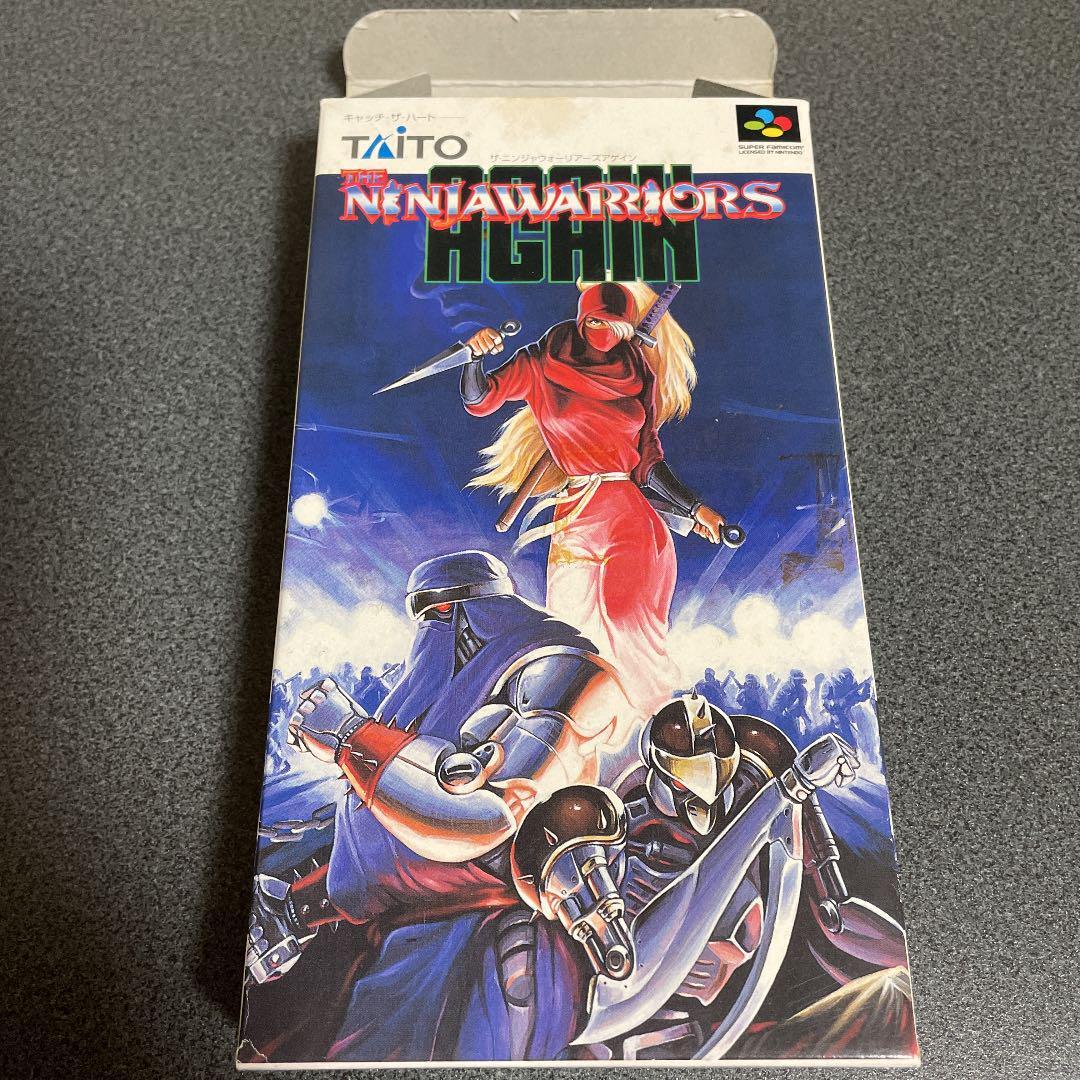 キャッチ・ザ・ハード
TAITO®
SUPER FAMICOM®
LICENSED BY NINTENDO
ザ・ニンジャウォーリアーズアゲイン
THE
NINJAWARRIORS
AGAIN